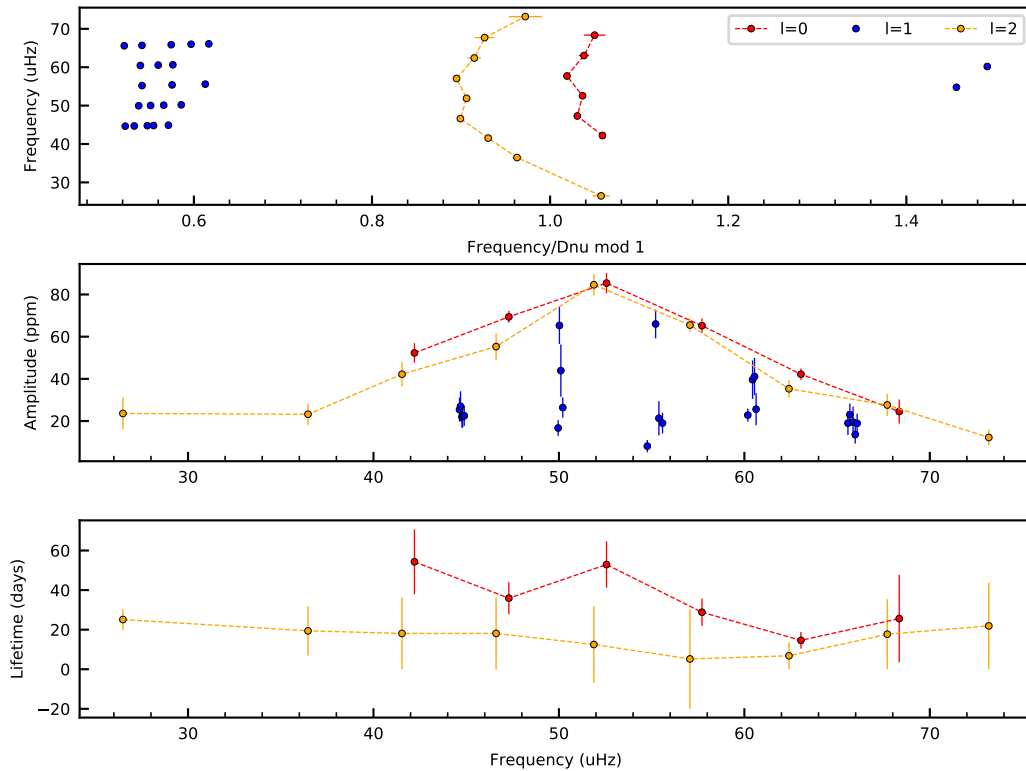 70
60
50
40
30
Frequency (uHz)
l=0 l=1 l=2
0.6 0.8 1.0 1.2 1.4
Frequency/Dnu mod 1
80
60
40
20
Amplitude (ppm)
30 40 50 60 70
60
40
20
0
−20
Lifetime (days)
30 40 50 60 70
Frequency (uHz)